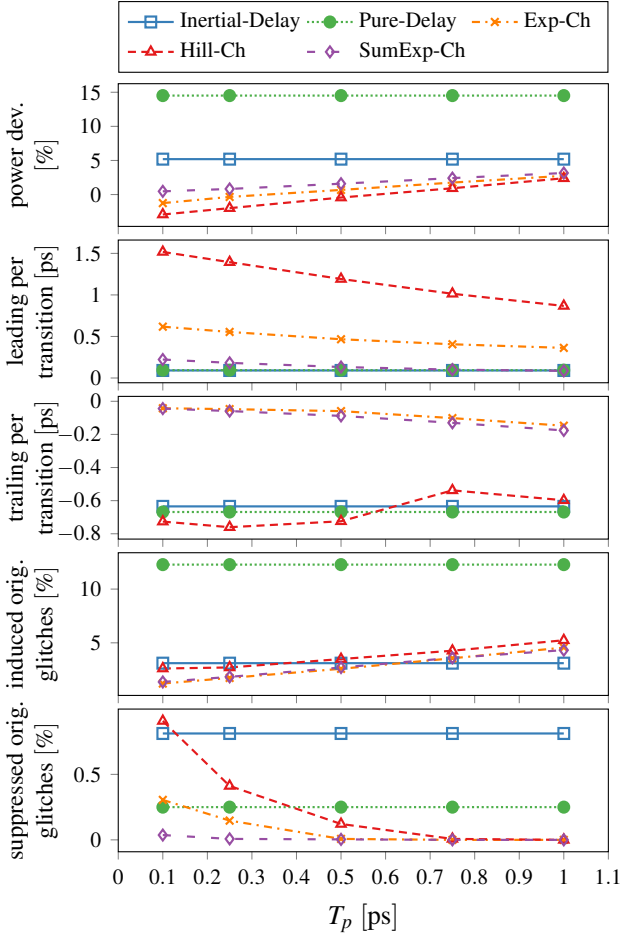 Inertial-Delay Pure-Delay Exp-Ch
Hill-Ch SumExp-Ch
power dev.
[%]
15
10
5
0
leading per
transition [ps]
1.5
1
0.5
0
trailing per
transition [ps]
0
−0.2
−0.4
−0.6
−0.8
induced orig.
glitches [%]
10
5
suppressed orig.
glitches [%]
0.5
0
0 0.1 0.2 0.3 0.4 0.5 0.6 0.7 0.8 0.9 1 1.1
T_p [ps]